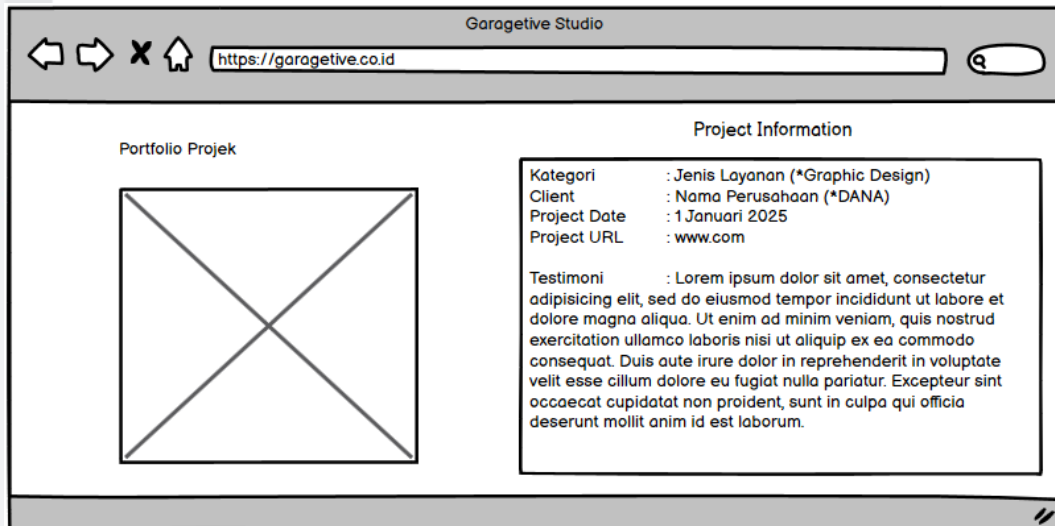 Garagetive Studio
https://garagetive.co.id
Portfolio Projek
Project Information
Kategori : Jenis Layanan (*Graphic Design)
Client : Nama Perusahaan (*DANA)
Project Date : 1 Januari 2025
Project URL : www.com
Testimoni : Lorem ipsum dolor sit amet, consectetur
adipisicing elit, sed do eiusmod tempor incididunt ut labore et
dolore magna aliqua. Ut enim ad minim veniam, quis nostrud
exercitation ullamco laboris nisi ut aliquip ex ea commodo
consequat. Duis aute irure dolor in reprehenderit in voluptate
velit esse cillum dolore eu fugiat nulla pariatur. Excepteur sint
occaecat cupidatat non proident, sunt in culpa qui officia
deserunt mollit anim id est laborum.